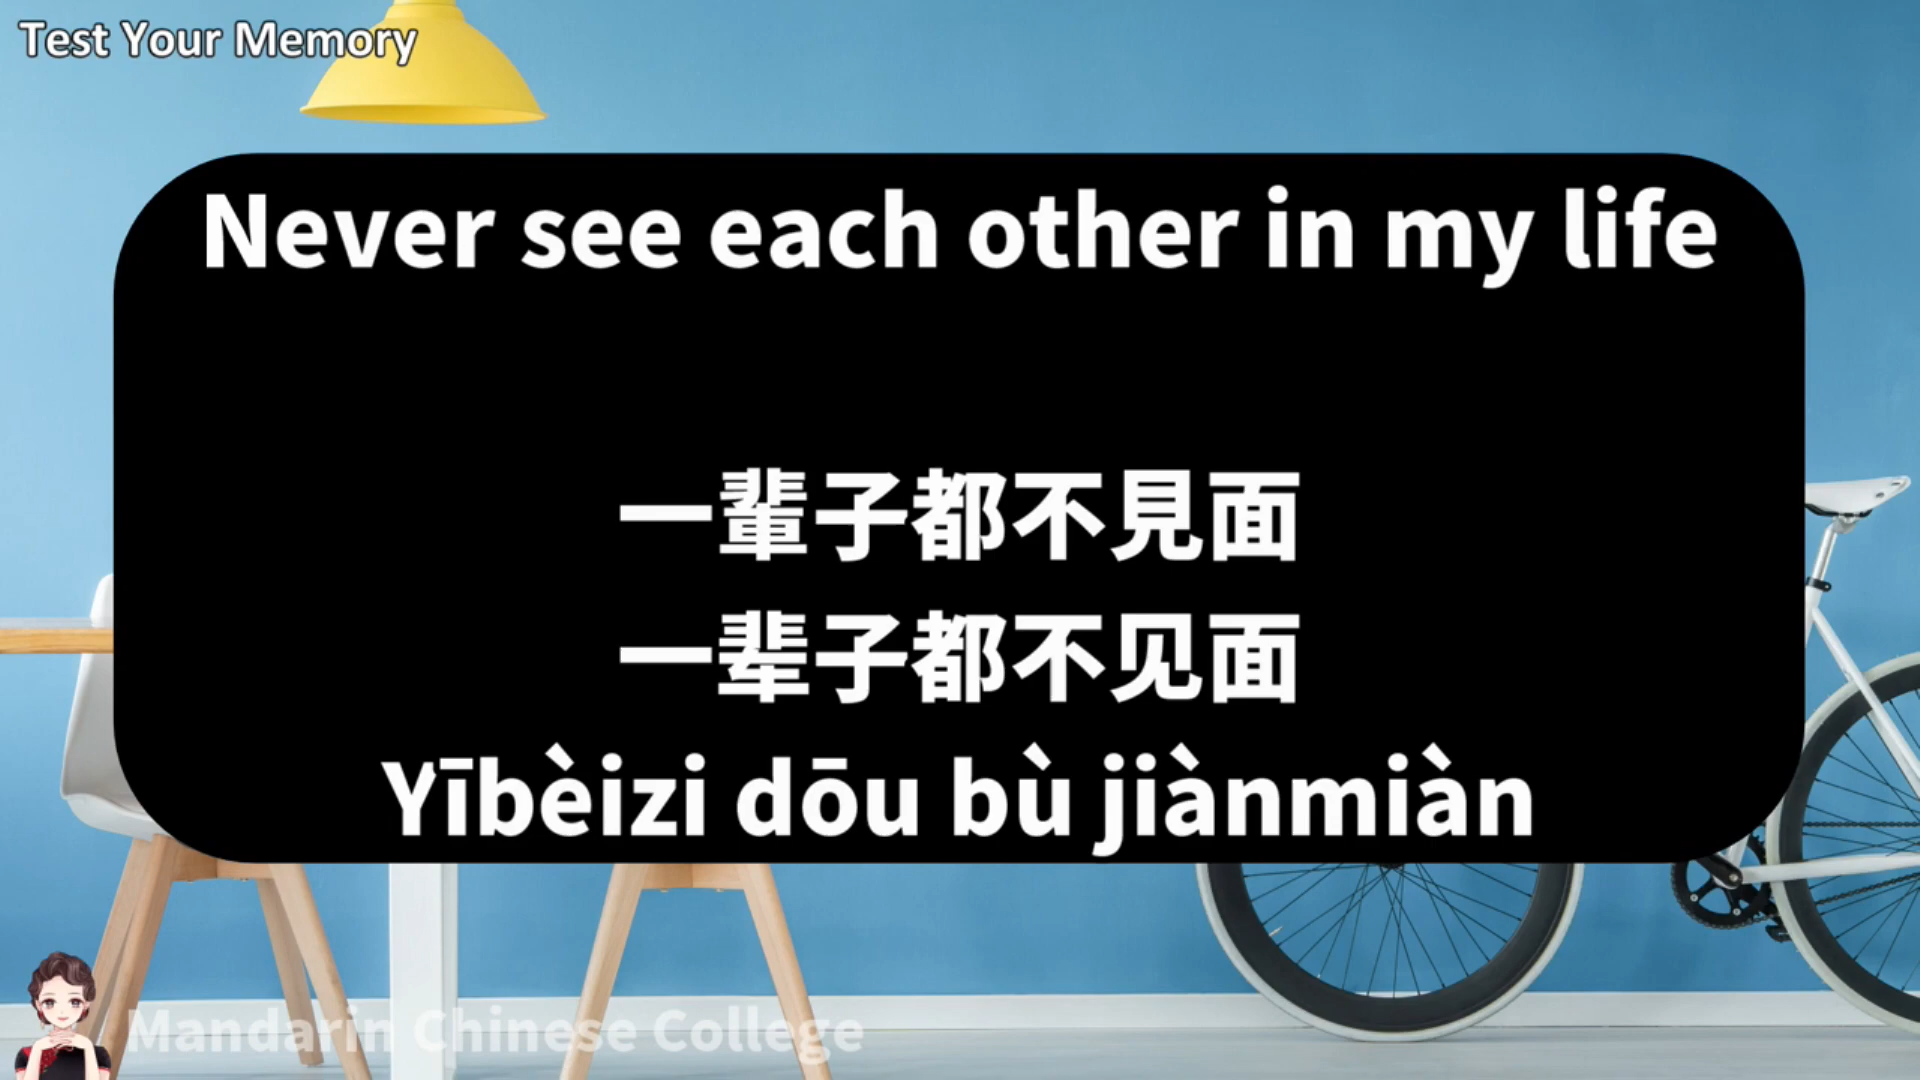 Test Your Memory
Never see each other in my life
一輩子都不見面
一辈子都不见面
Yībèizi dōu bù jiànmiàn
Mandarin Chinese College